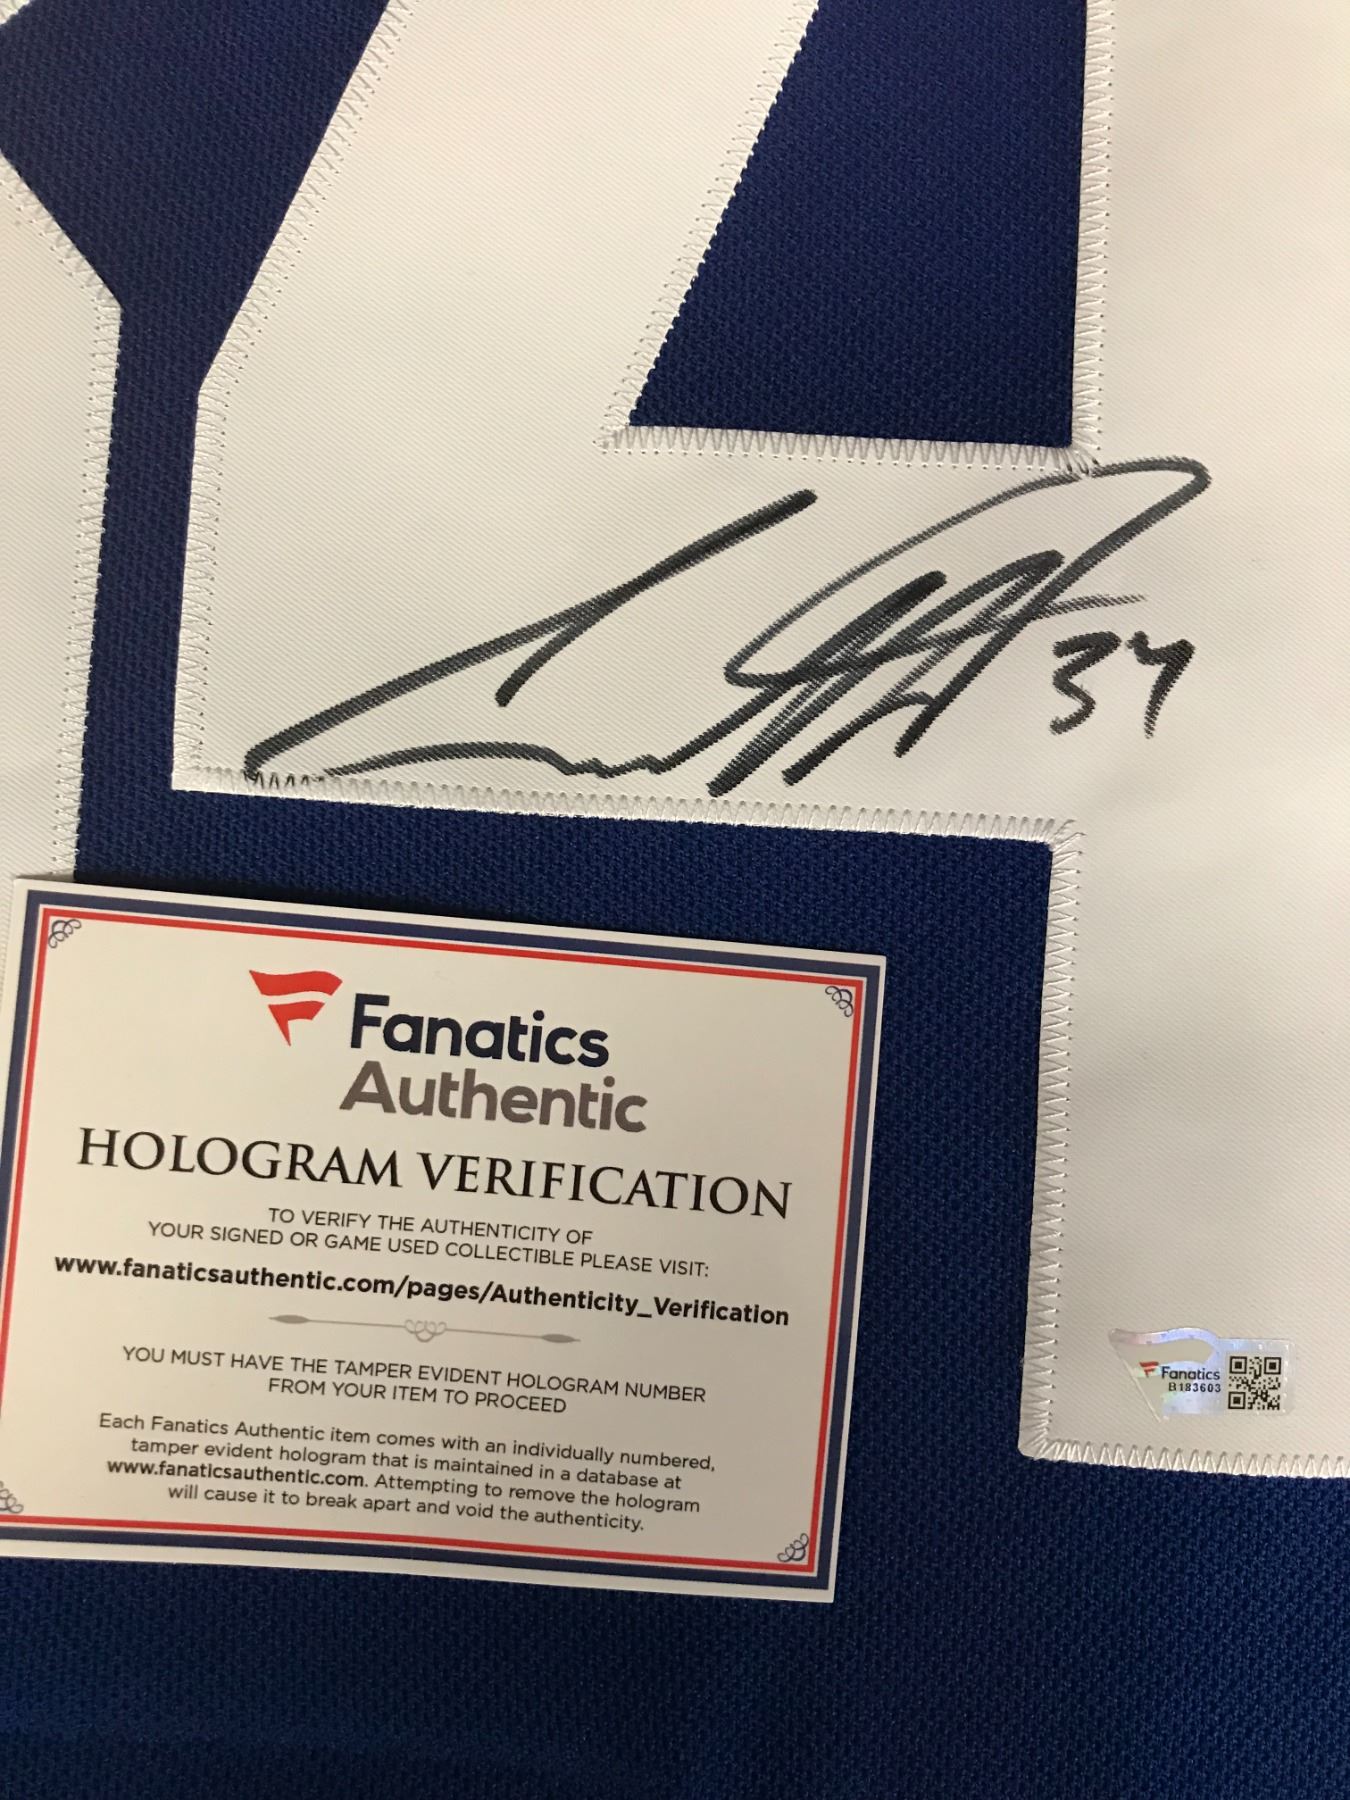 34
Fanatics
Authentic
HOLOGRAM VERIFICATION
TO VERIFY THE AUTHENTICITY OF
YOUR SIGNED OR GAME USED COLLECTIBLE PLEASE VISIT:
www.fanaticsauthentic.com/pages/Authenticity_Verification
YOU MUST HAVE THE TAMPER EVIDENT HOLOGRAM NUMBER
FROM YOUR ITEM TO PROCEED
Each Fanatics Authentic item comes with an individually numbered,
tamper evident hologram that is maintained in a database at
www.fanaticsauthentic.com. Attempting to remove the hologram
will cause it to break apart and void the authenticity.
Fanatics
B183603